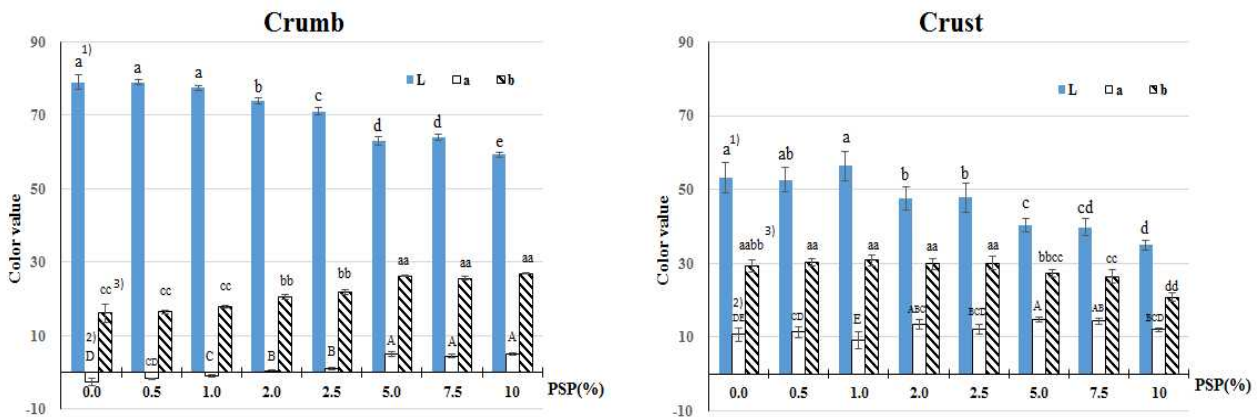 Crumb
90
70
50
30
10
-10
Color value
L a b
a 1) a a b c d d e
cc 3) cc cc bb bb aa aa aa
2)
D CD C B B A A A
0.0 0.5 1.0 2.0 2.5 5.0 7.5 10 PSP(%)
Crust
90
70
50
30
10
-10
Color value
L a b
a 1) ab a b b c cd d
aabb 3) aa aa aa aa bbcc cc dd
2)
DE CD E ABC BCD A AB BCD
0.0 0.5 1.0 2.0 2.5 5.0 7.5 10 PSP(%)